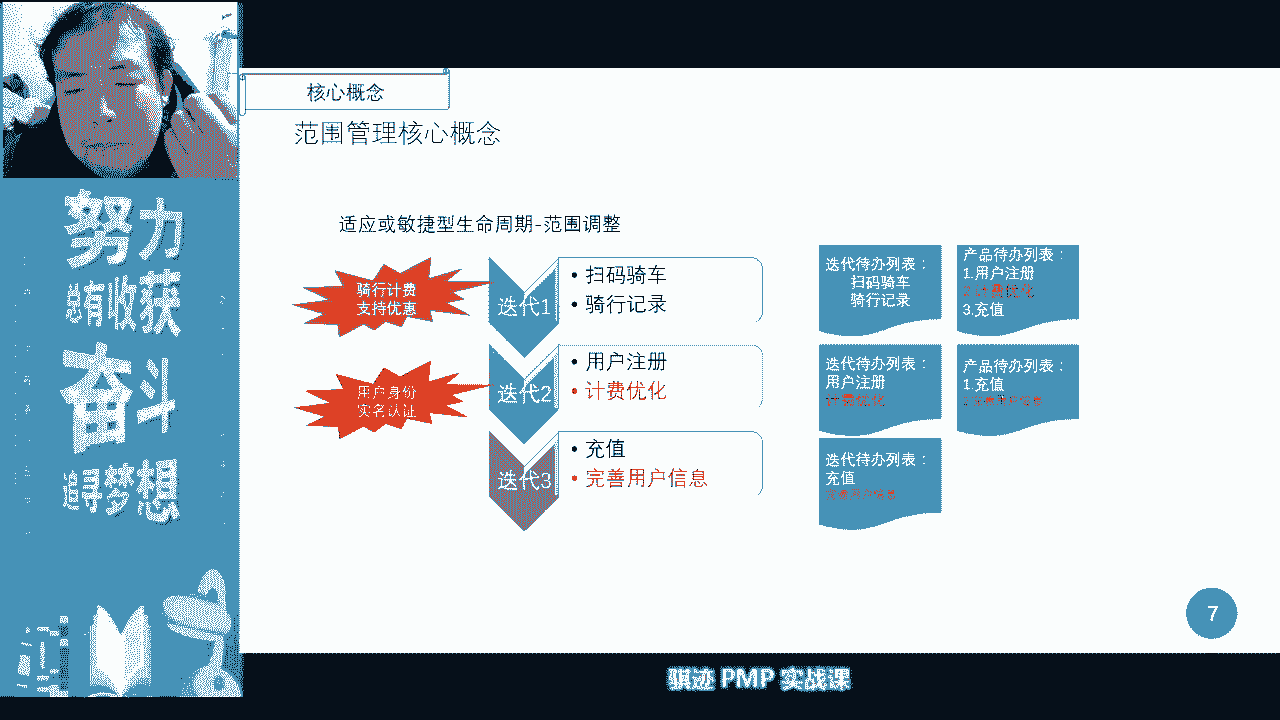 努力
总有收获
奋斗
追寻梦想
核心概念
范围管理核心概念
适应或敏捷型生命周期-范围调整
骑行计费
支持优惠
迭代1
• 扫码骑车
• 骑行记录
用户身份
实名认证
迭代2
• 用户注册
• 计费优化
迭代3
• 充值
• 完善用户信息
迭代待办列表：
扫码骑车
骑行记录
产品待办列表：
1.用户注册
2.计费优化
3.充值
迭代待办列表：
用户注册
计费优化
产品待办列表：
1.充值
迭代待办列表：
充值
7
骐迹 PMP 实战课